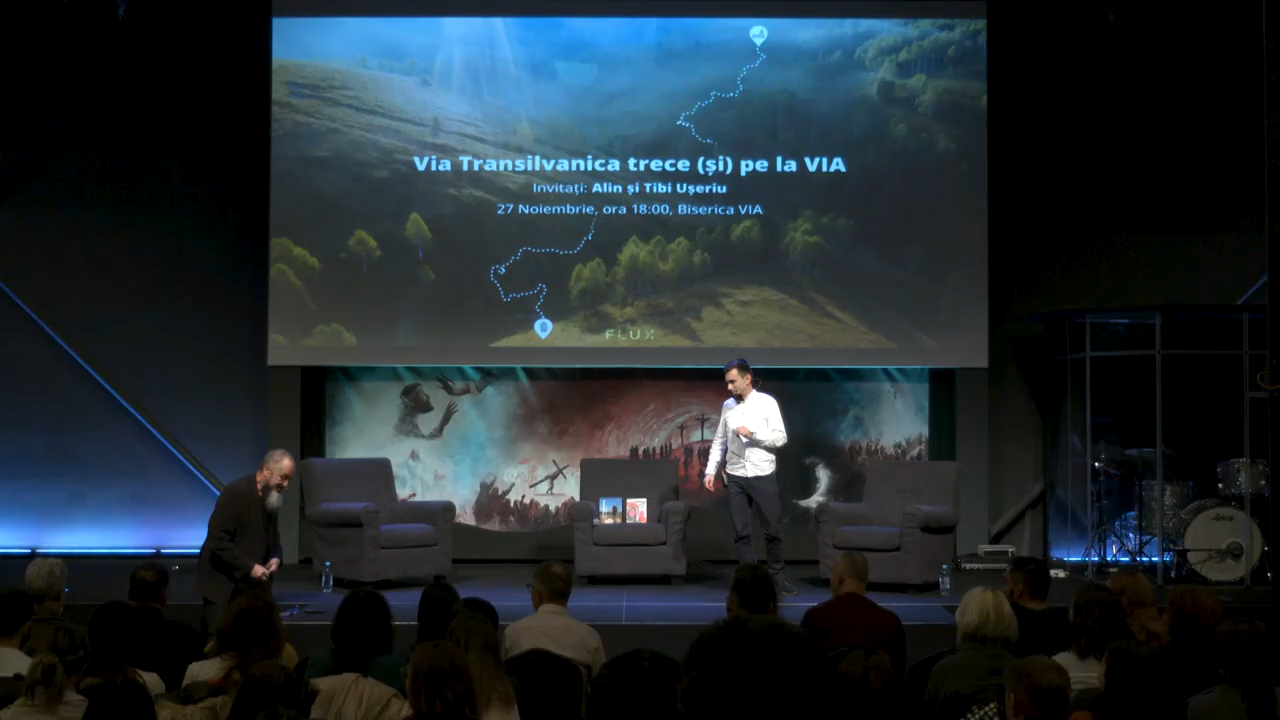 Via Transilvanica trece (și) pe la VIA
Invitați: Alin și Tibi Ușeriu
27 Noiembrie, ora 18:00, Biserica VIA
FLUX